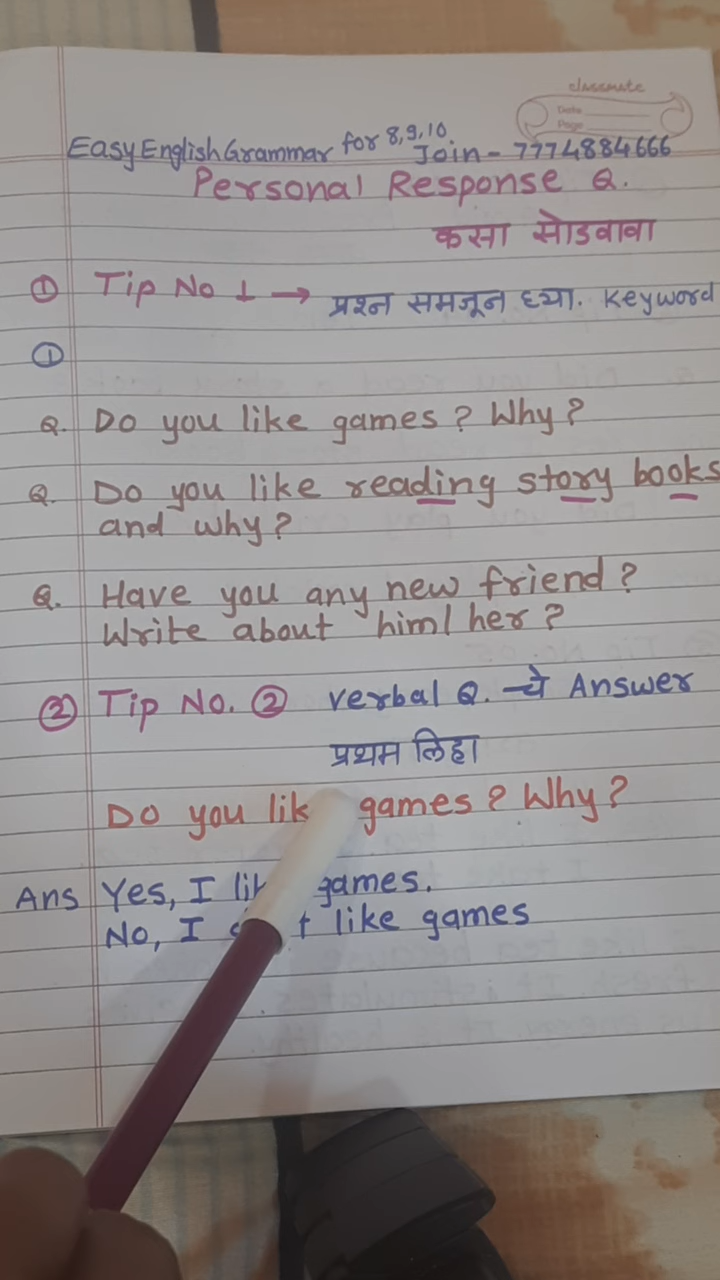 classmate
Date
Page
Easy English Grammar for 8,9,10
Join - 7774884666
Personal Response Q.
कसा सोडवावा
① Tip No 1 → प्रश्न समजून घ्या. Keyword
①
Q. Do you like games? Why?
Q. Do you like reading story books
and why?
Q. Have you any new friend?
Write about him/her?
② Tip No. ② verbal Q. चे Answer
प्रथम लिहा
Do you lik games? Why?
Ans Yes, I lik games.
No, I like games